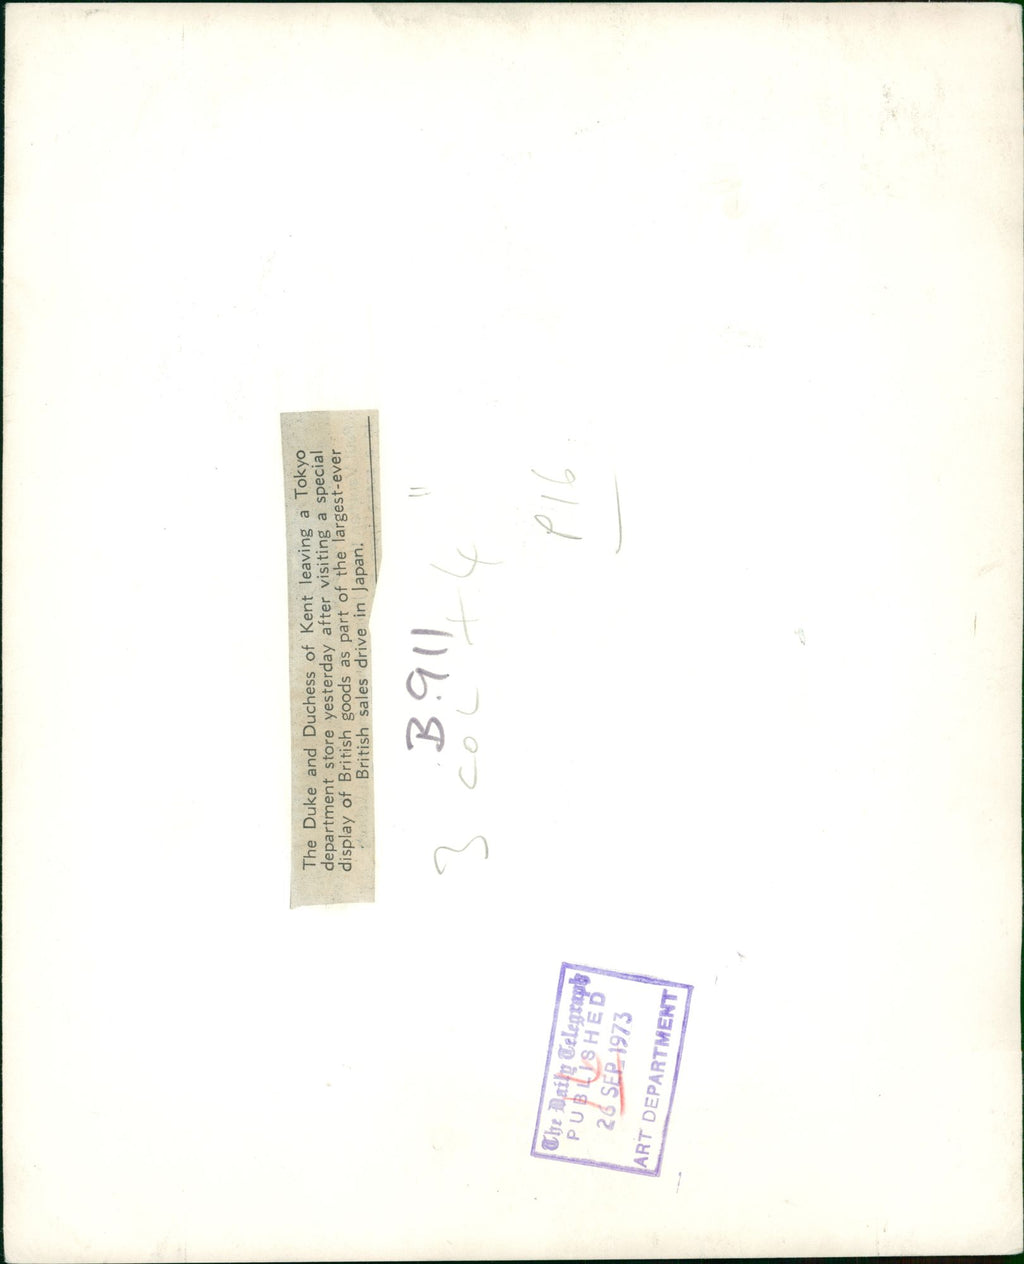 The Duke and Duchess of Kent leaving a Tokyo
department store yesterday after visiting a special
display of British goods as part of the largest-ever
British sales drive in Japan.
B.911
3 COL × 4"
P16
The Daily Telegraph
PUBLISHED
26 SEP 1973
ART DEPARTMENT